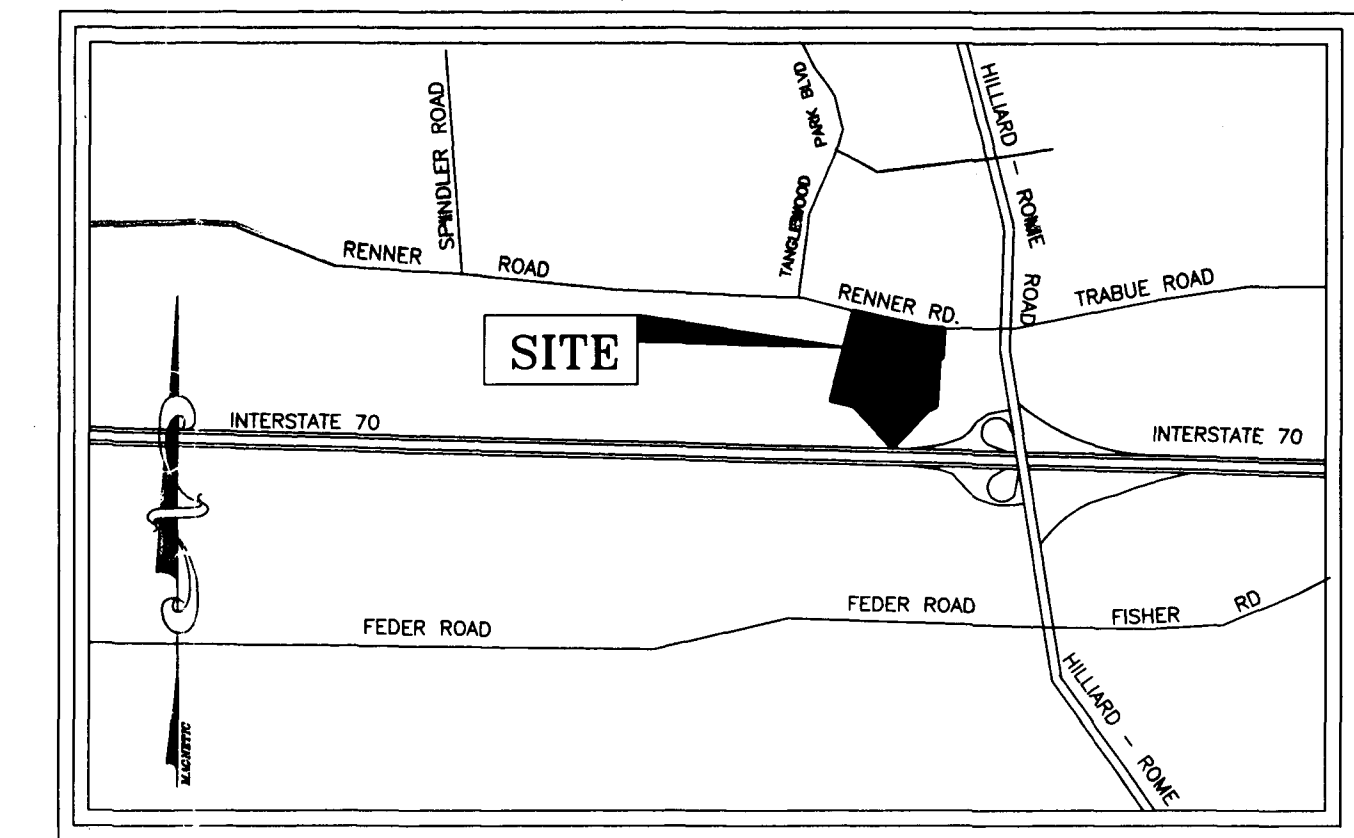 HILLIARD - ROME ROAD
PARK BLVD
SPINDLER ROAD
TANGLEWOOD
RENNER ROAD
RENNER RD.
TRABUE ROAD
SITE
INTERSTATE 70
INTERSTATE 70
FEDER ROAD
FEDER ROAD
FISHER RD
HILLIARD - ROME
MAGNETIC